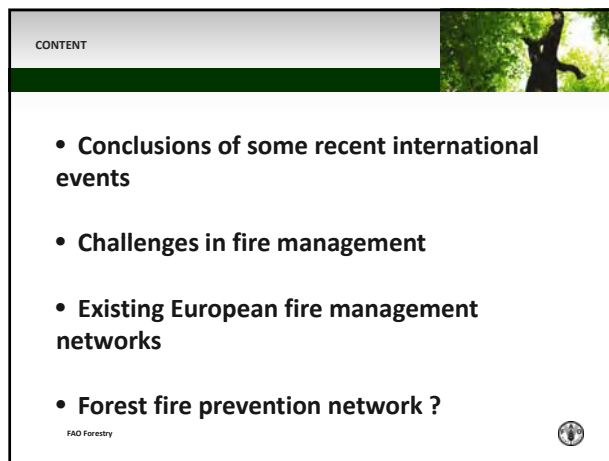 CONTENT
• Conclusions of some recent international
events
• Challenges in fire management
• Existing European fire management
networks
• Forest fire prevention network ?
FAO Forestry